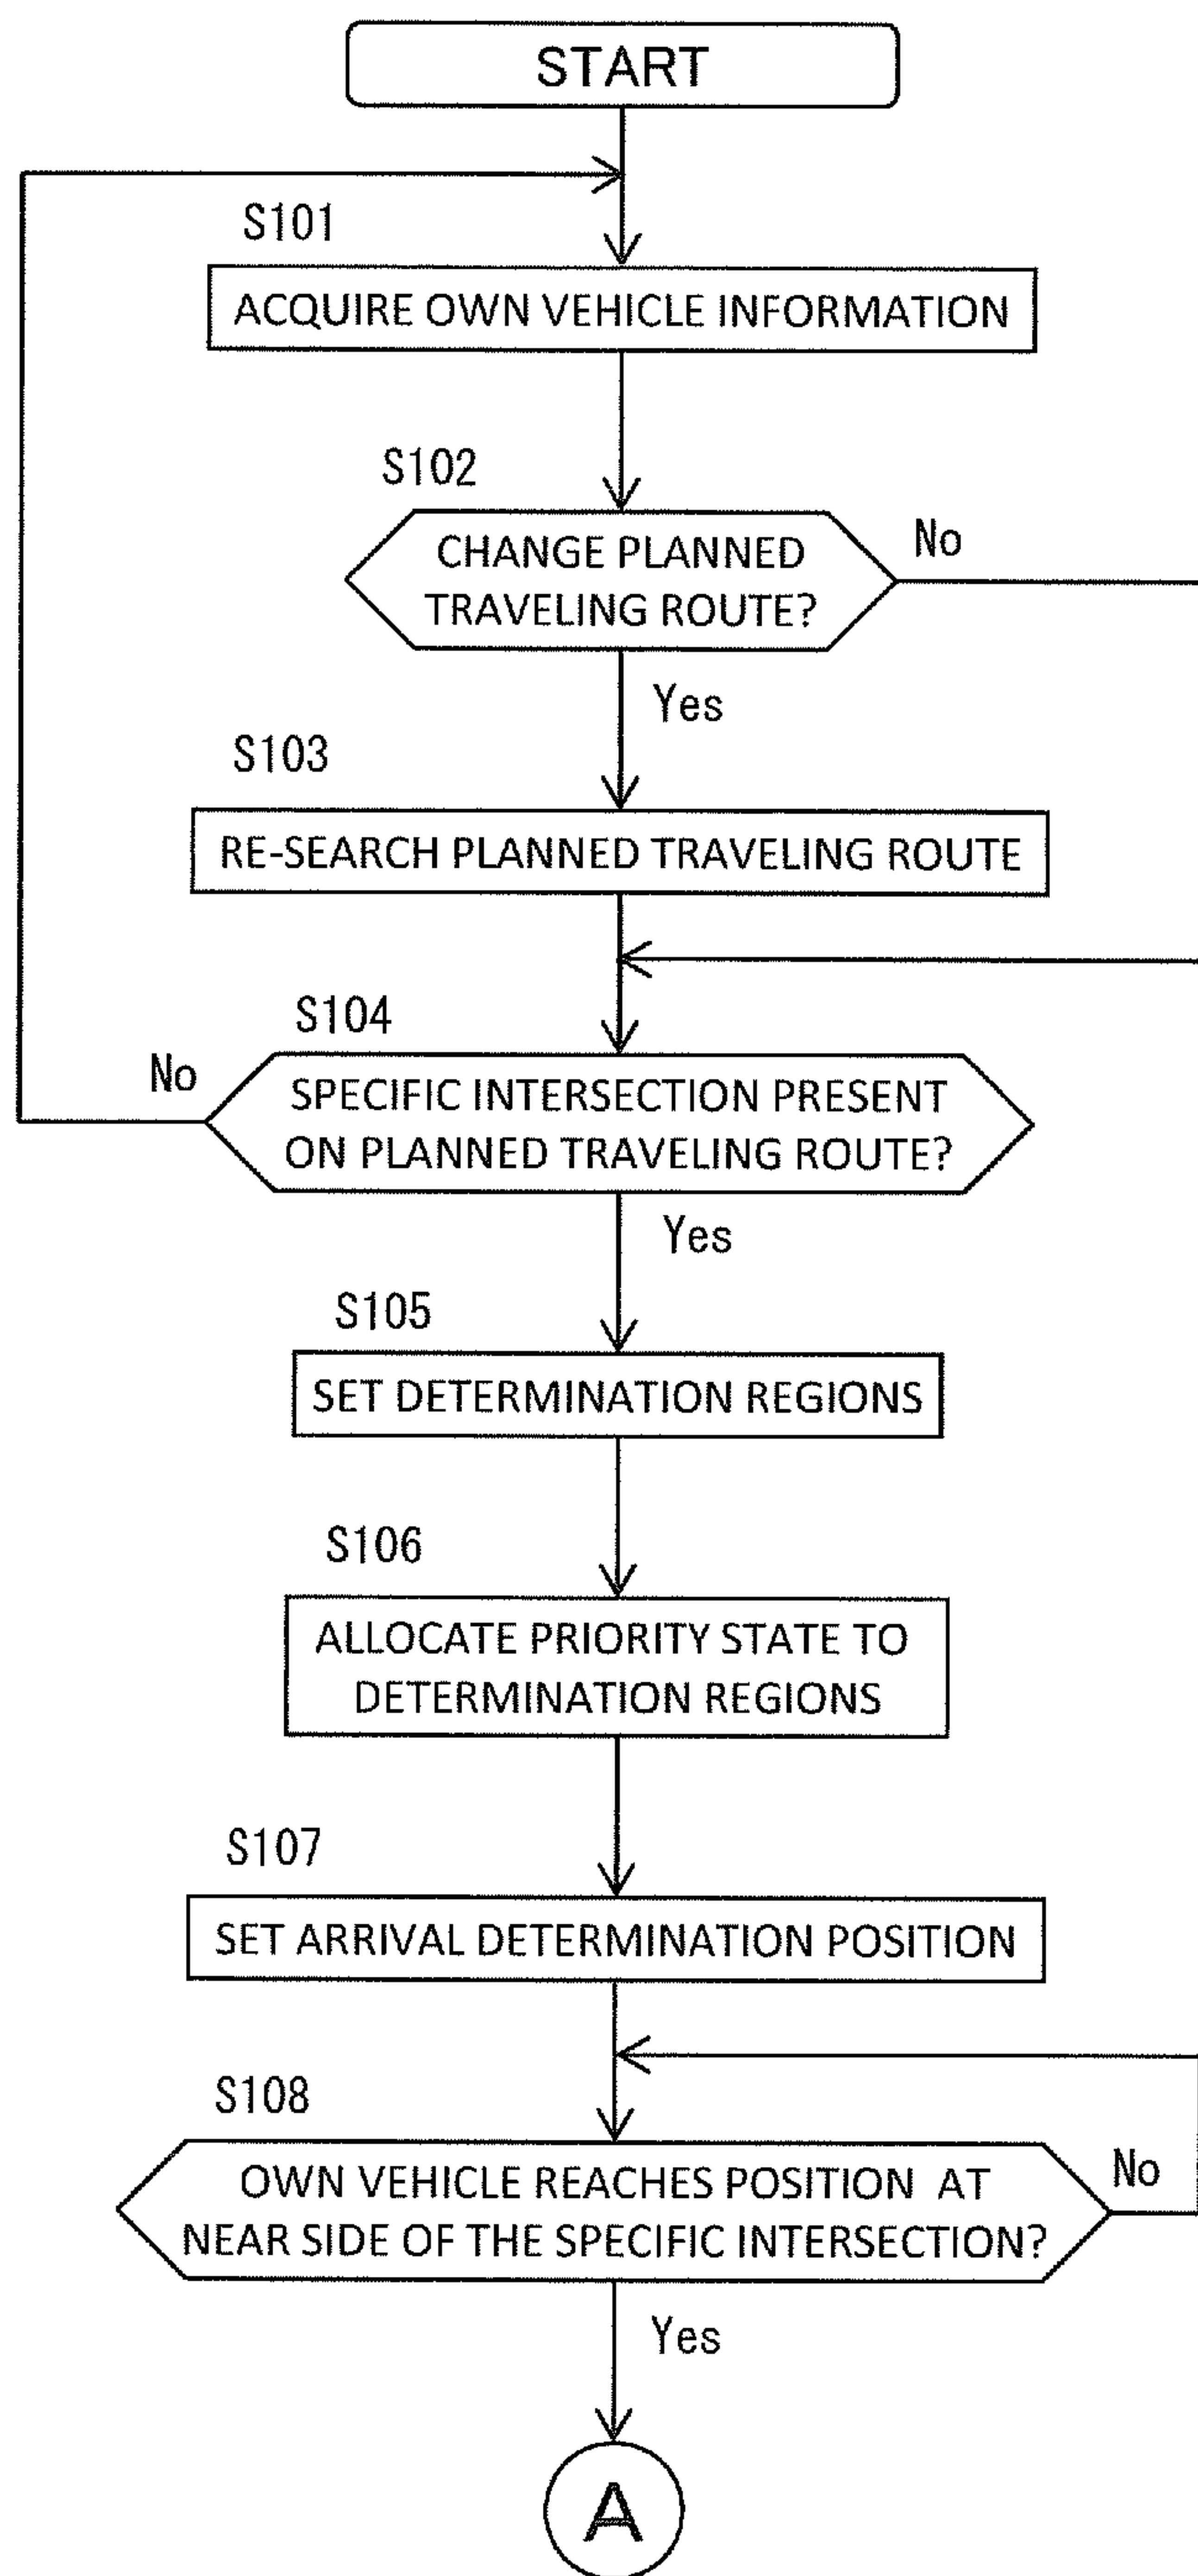 START
S101
ACQUIRE OWN VEHICLE INFORMATION
S102
CHANGE PLANNED
TRAVELING ROUTE?
No
Yes
S103
RE-SEARCH PLANNED TRAVELING ROUTE
S104
No
SPECIFIC INTERSECTION PRESENT
ON PLANNED TRAVELING ROUTE?
Yes
S105
SET DETERMINATION REGIONS
S106
ALLOCATE PRIORITY STATE TO
DETERMINATION REGIONS
S107
SET ARRIVAL DETERMINATION POSITION
S108
OWN VEHICLE REACHES POSITION AT
NEAR SIDE OF THE SPECIFIC INTERSECTION?
No
Yes
A